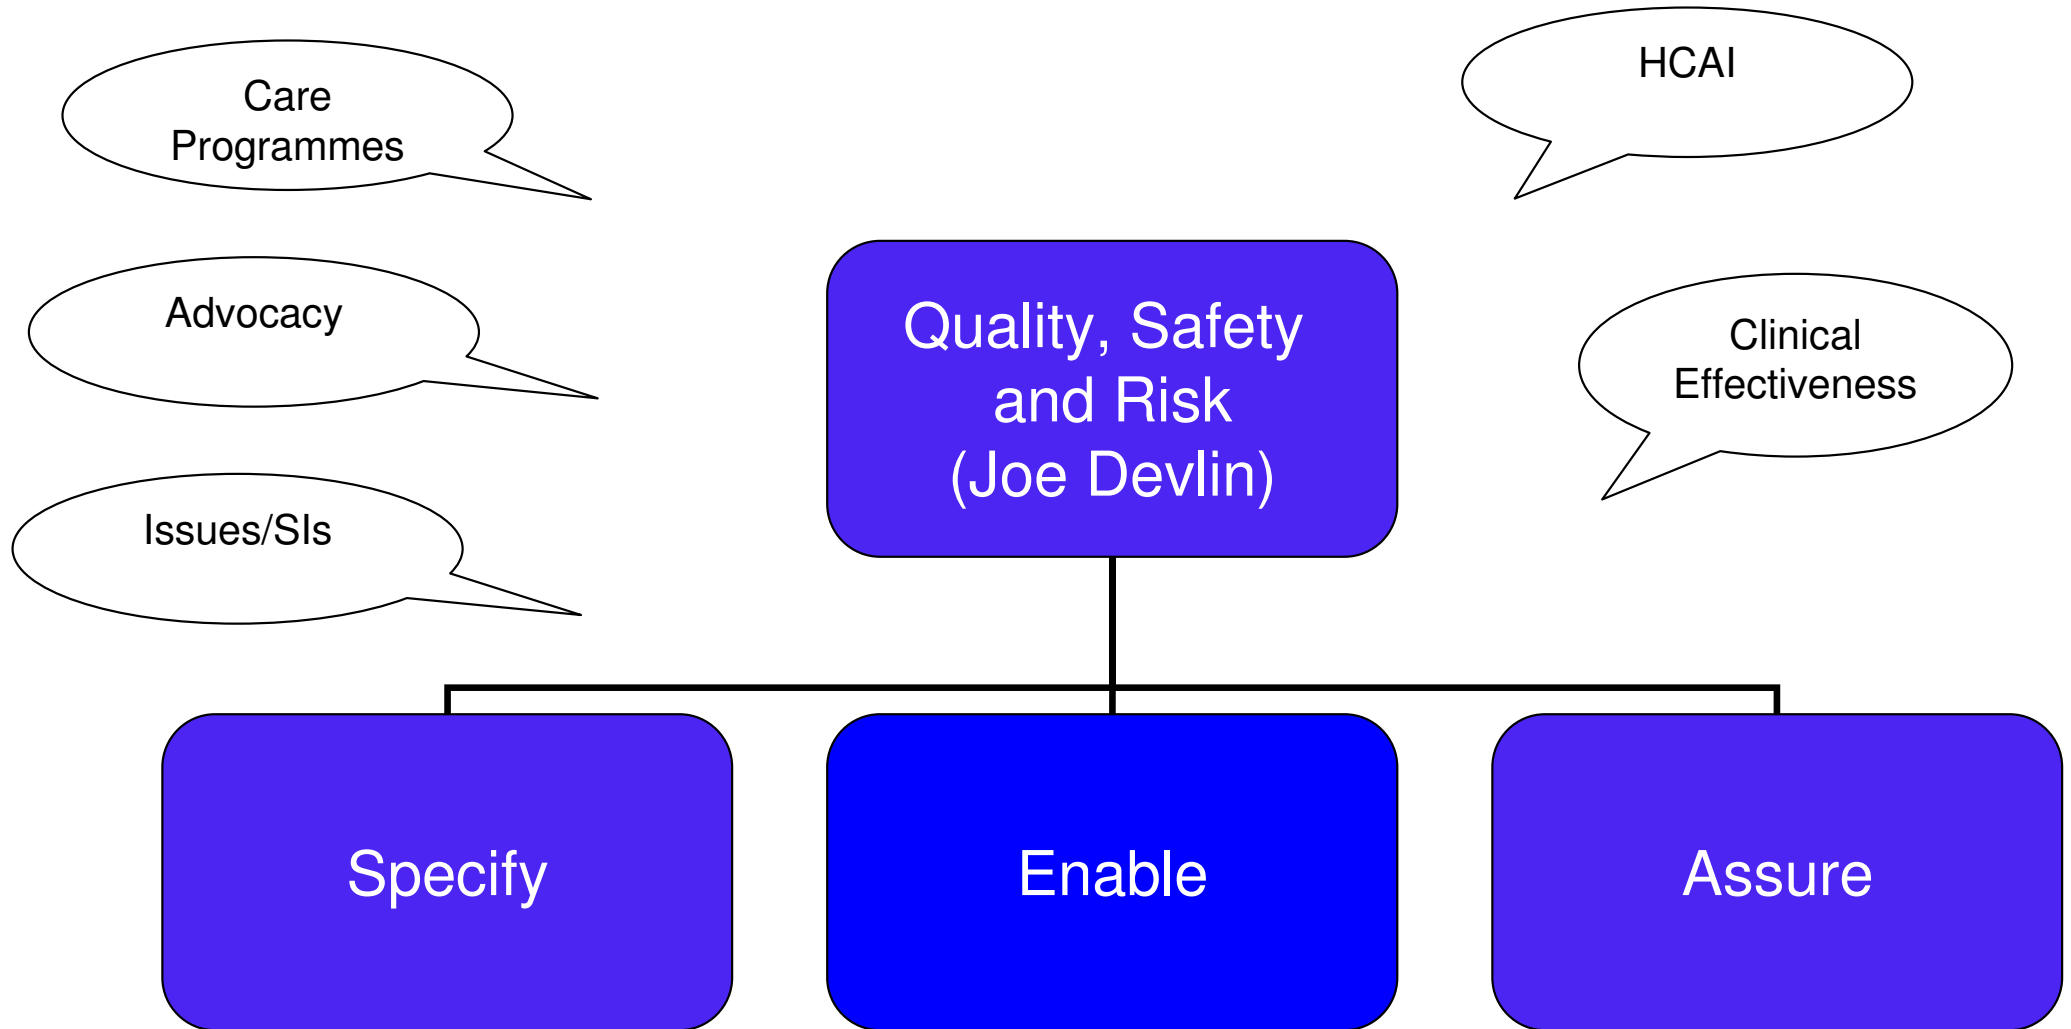 Care
Programmes
HCAI
Advocacy
Quality, Safety
and Risk
(Joe Devlin)
Clinical
Effectiveness
Issues/SIs
Specify
Enable
Assure